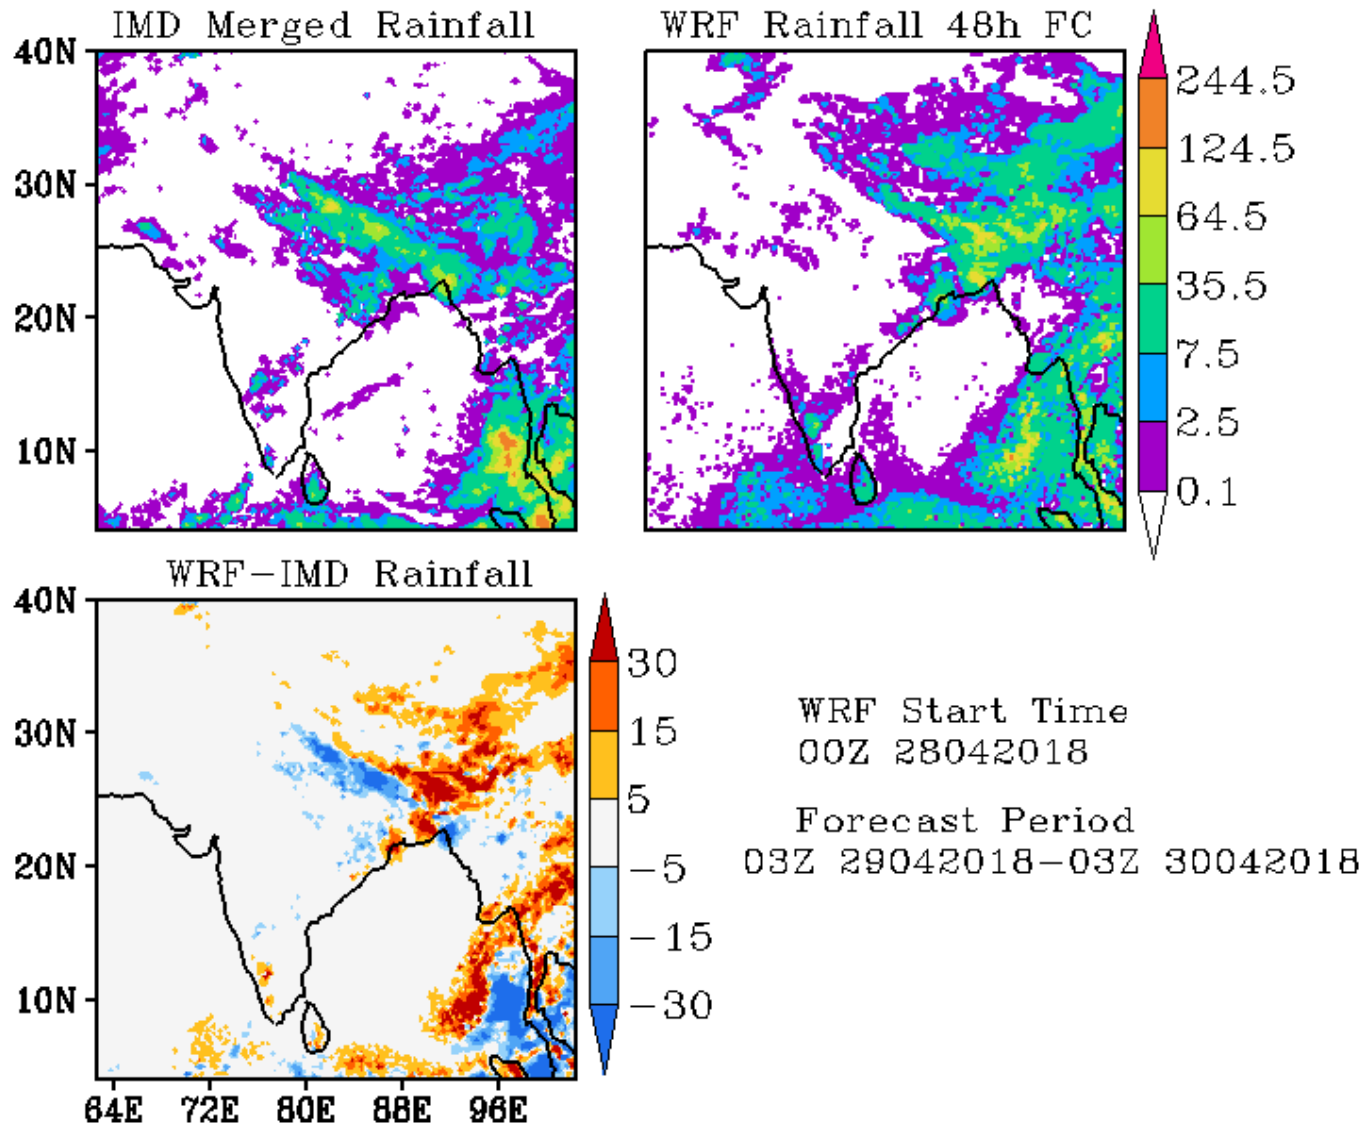 IMD Merged Rainfall
WRF Rainfall 48h FC
40N
30N
20N
10N
244.5
124.5
64.5
35.5
7.5
2.5
0.1
WRF-IMD Rainfall
40N
30N
20N
10N
64E 72E 80E 88E 96E
30
15
5
-5
-15
-30
WRF Start Time
00Z 28042018
Forecast Period
03Z 29042018-03Z 30042018